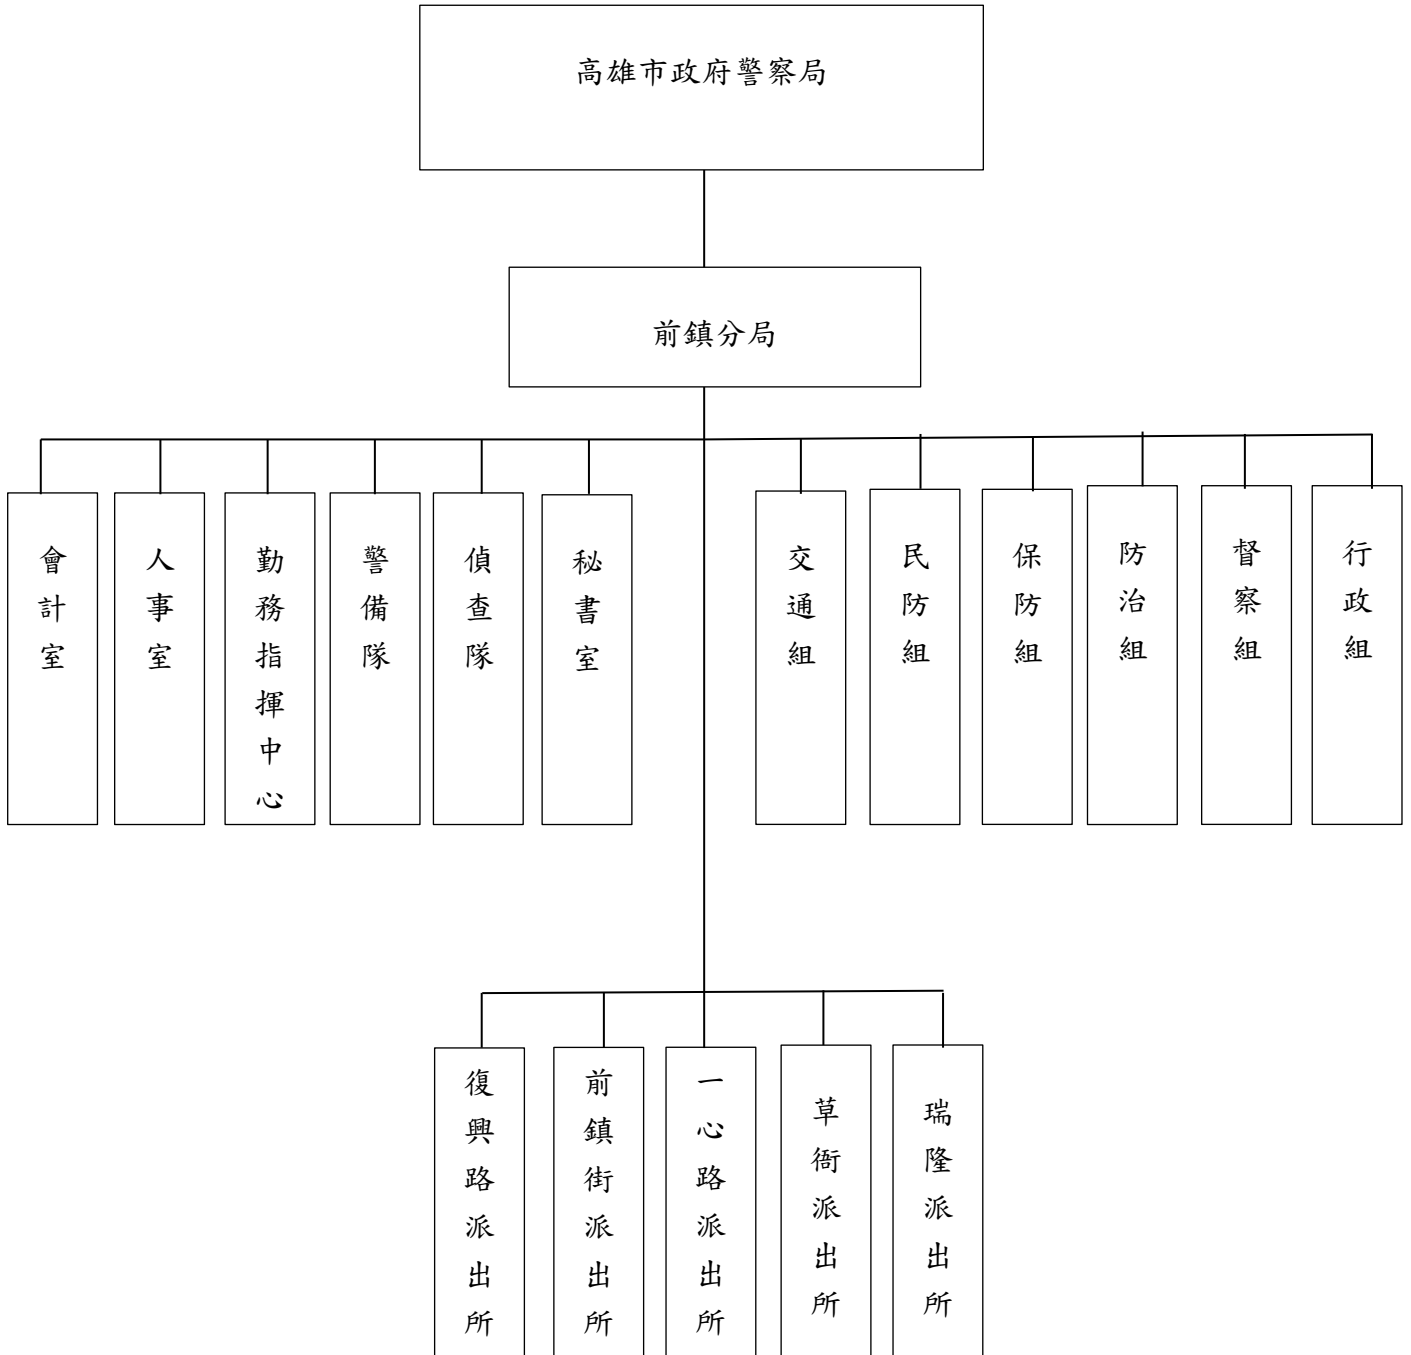 高雄市政府警察局
前鎮分局
會計室
人事室
勤務指揮中心
警備隊
偵查隊
秘書室
交通組
民防組
保防組
防治組
督察組
行政組
復興路派出所
前鎮街派出所
一心路派出所
草衙派出所
瑞隆派出所